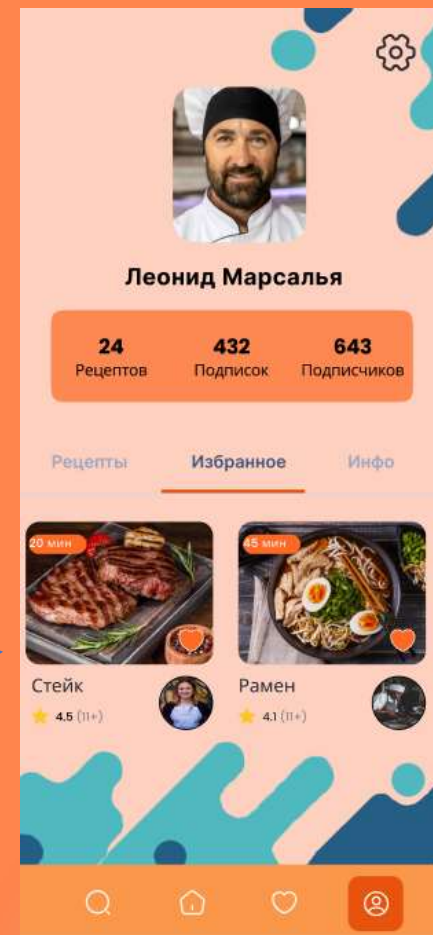 Леонид Марсалья
24 432 643
Рецептов Подписок Подписчиков
Рецепты Избранное Инфо
20 мин 45 мин
Стейк Рамен
4.5 (11+) 4.1 (11+)